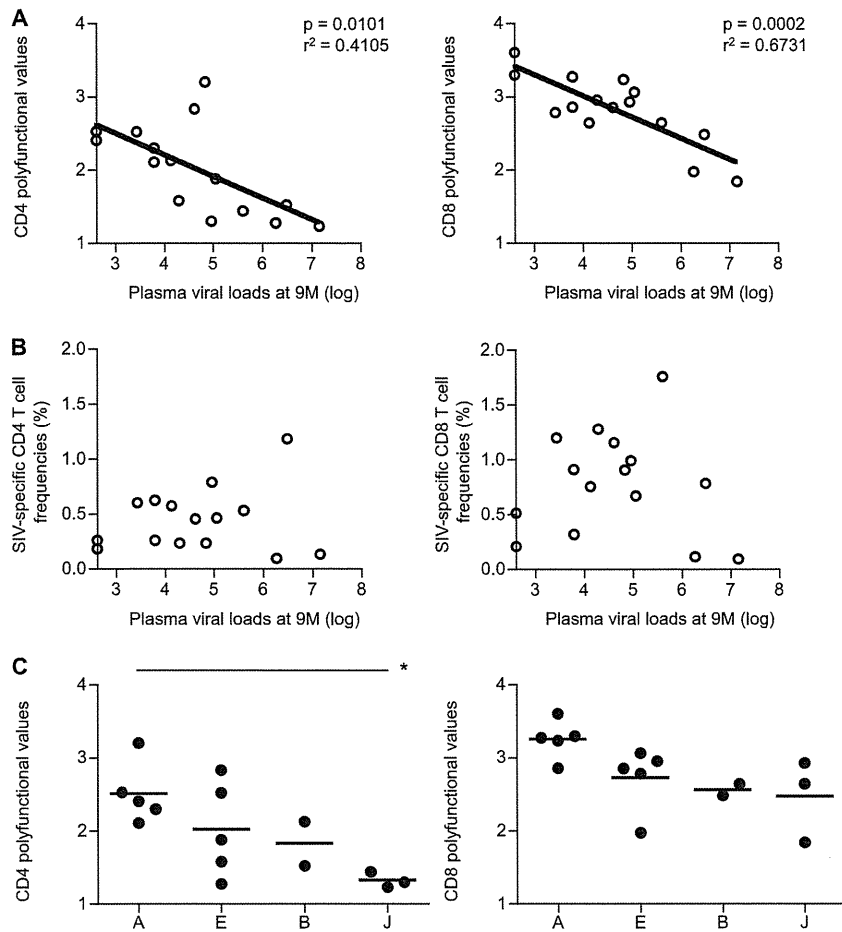 A
p = 0.0101
r² = 0.4105
CD4 polyfunctional values
4
3
2
1
3 4 5 6 7 8
Plasma viral loads at 9M (log)
p = 0.0002
r² = 0.6731
CD8 polyfunctional values
4
3
2
1
3 4 5 6 7 8
Plasma viral loads at 9M (log)
B
SIV-specific CD4 T cell
frequencies (%)
2.0
1.5
1.0
0.5
0.0
3 4 5 6 7 8
Plasma viral loads at 9M (log)
SIV-specific CD8 T cell
frequencies (%)
2.0
1.5
1.0
0.5
0.0
3 4 5 6 7 8
Plasma viral loads at 9M (log)
C
*
CD4 polyfunctional values
4
3
2
1
A E B J
CD8 polyfunctional values
4
3
2
1
A E B J